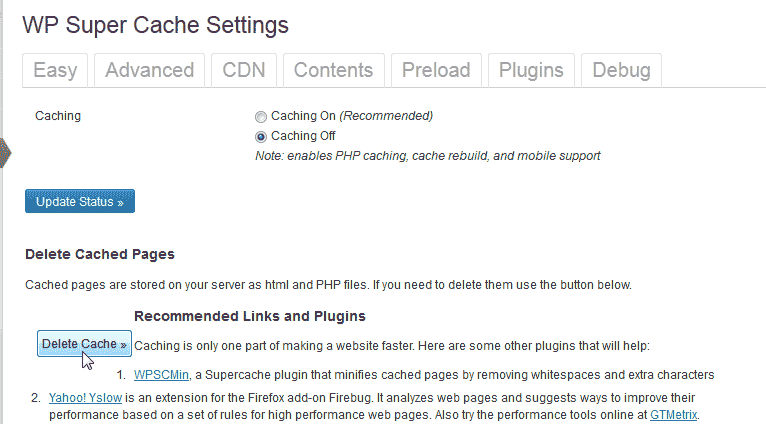 WP Super Cache Settings
Easy Advanced CDN Contents Preload Plugins Debug
Caching
Caching On (Recommended)
Caching Off
Note: enables PHP caching, cache rebuild, and mobile support
Update Status »
Delete Cached Pages
Cached pages are stored on your server as html and PHP files. If you need to delete them use the button below.
Recommended Links and Plugins
Delete Cache »
Caching is only one part of making a website faster. Here are some other plugins that will help:
1. WPSCMin, a Supercache plugin that minifies cached pages by removing whitespaces and extra characters
2. Yahoo! Yslow is an extension for the Firefox add-on Firebug. It analyzes web pages and suggests ways to improve their
performance based on a set of rules for high performance web pages. Also try the performance tools online at GTMetrix.